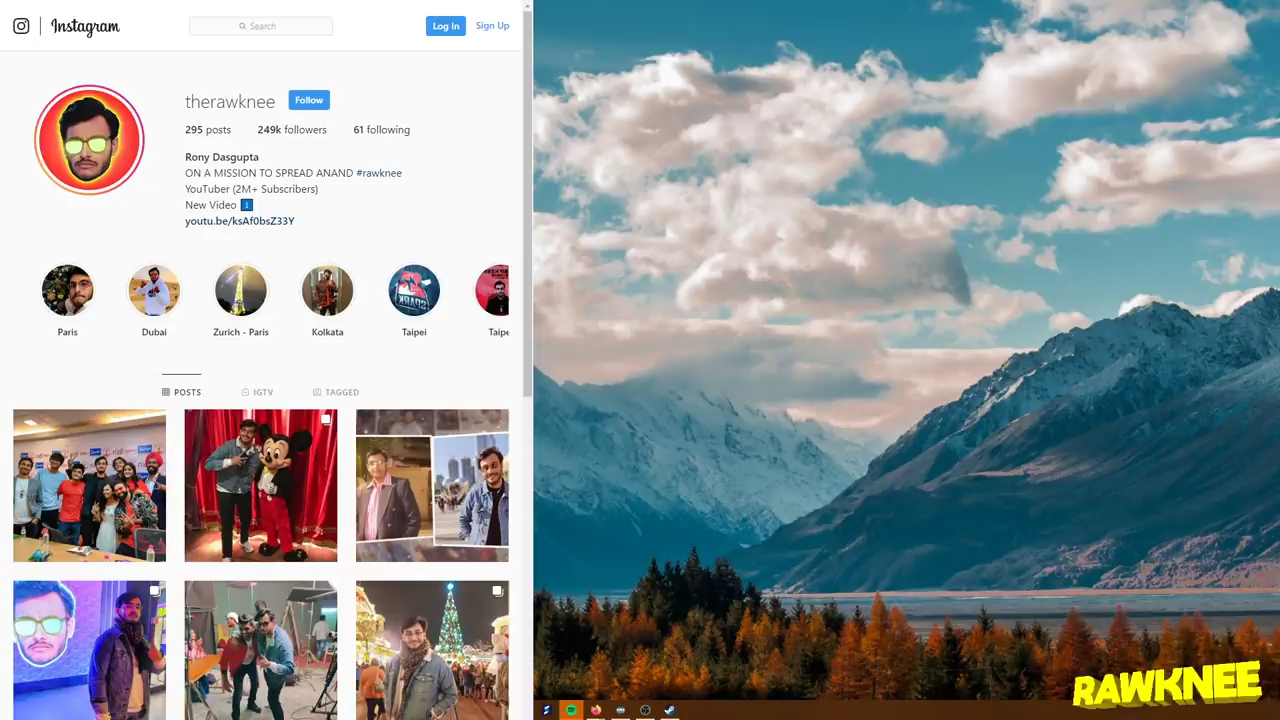 Instagram
Search
Log In
Sign Up
therawknee
Follow
295 posts
249k followers
61 following
Rony Dasgupta
ON A MISSION TO SPREAD ANAND #rawknee
YouTuber (2M+ Subscribers)
New Video
youtu.be/ksAf0bsZ33Y
Paris
Dubai
Zurich - Paris
Kolkata
Taipei
Taipe
POSTS
IGTV
TAGGED
SPARK
RAWKNEE